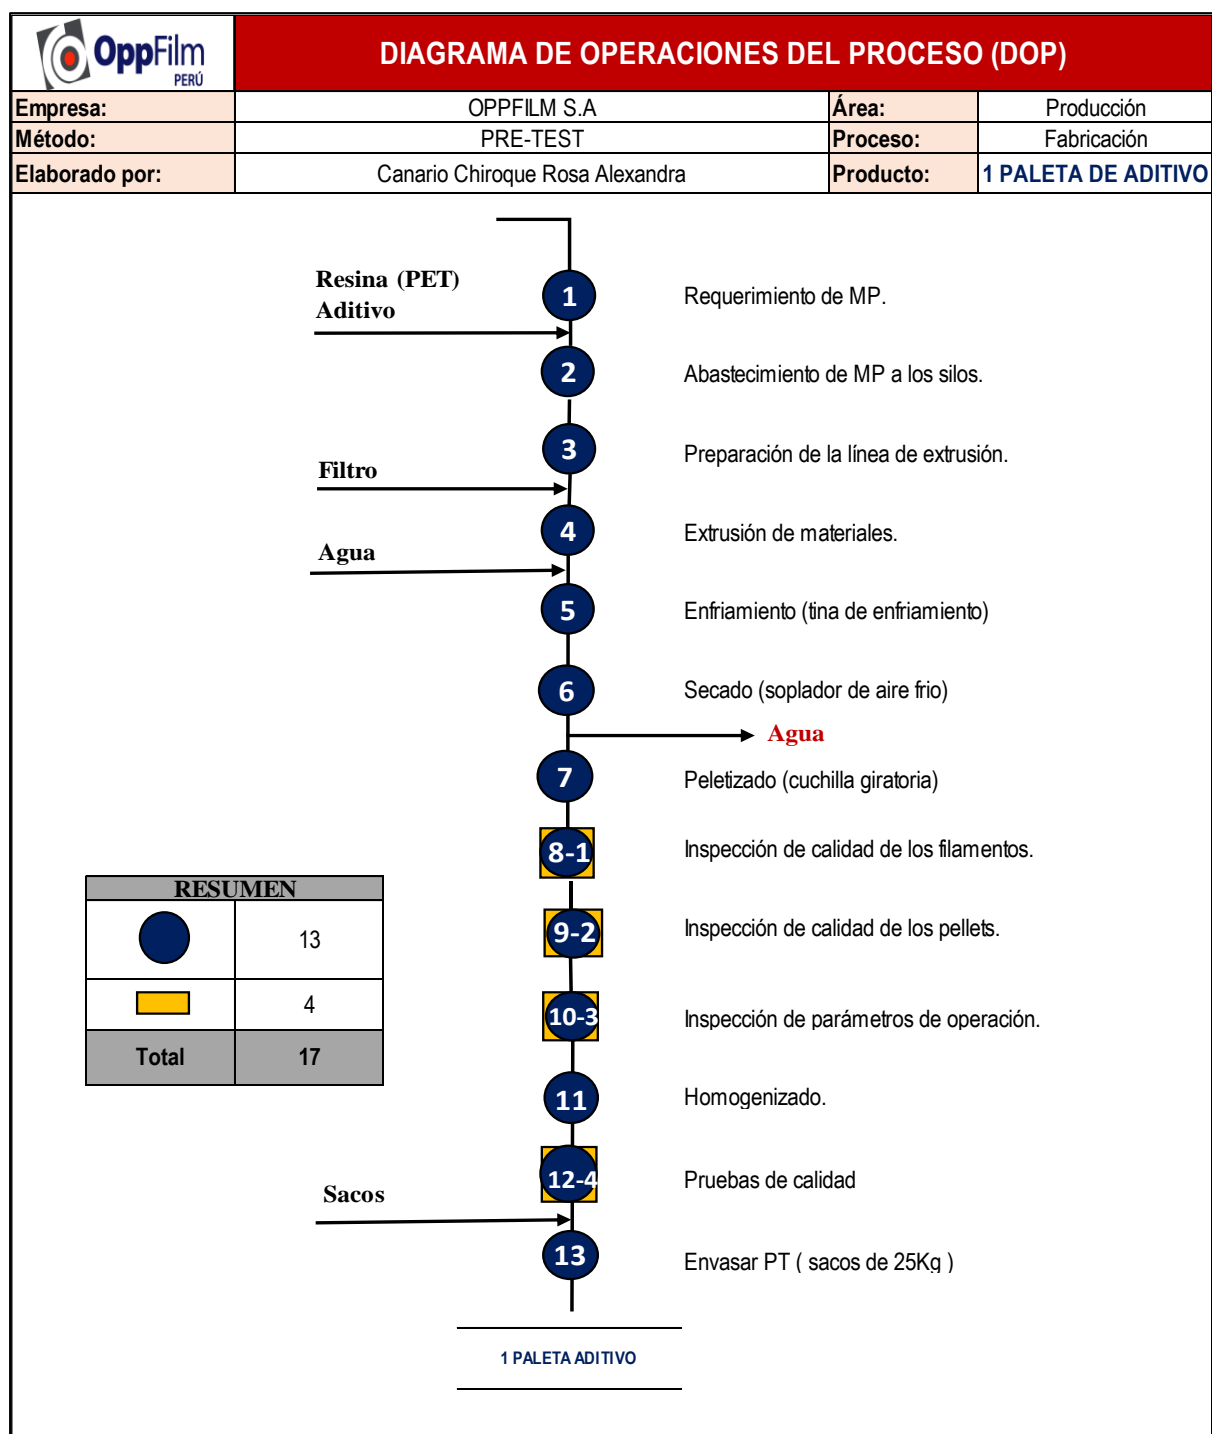 OppFilm
PERÚ
DIAGRAMA DE OPERACIONES DEL PROCESO (DOP)
Empresa: OPPFILM S.A Área: Producción
Método: PRE-TEST Proceso: Fabricación
Elaborado por: Canario Chiroque Rosa Alexandra Producto: 1 PALETA DE ADITIVO
Resina (PET)
Aditivo
1 Requerimiento de MP.
2 Abastecimiento de MP a los silos.
3 Preparación de la línea de extrusión.
Filtro
4 Extrusión de materiales.
Agua
5 Enfriamiento (tina de enfriamiento)
6 Secado (soplador de aire frio)
Agua
7 Peletizado (cuchilla giratoria)
8-1 Inspección de calidad de los filamentos.
9-2 Inspección de calidad de los pellets.
10-3 Inspección de parámetros de operación.
11 Homogenizado.
12-4 Pruebas de calidad
Sacos
13 Envasar PT ( sacos de 25Kg )
RESUMEN
13
4
Total 17
1 PALETA ADITIVO